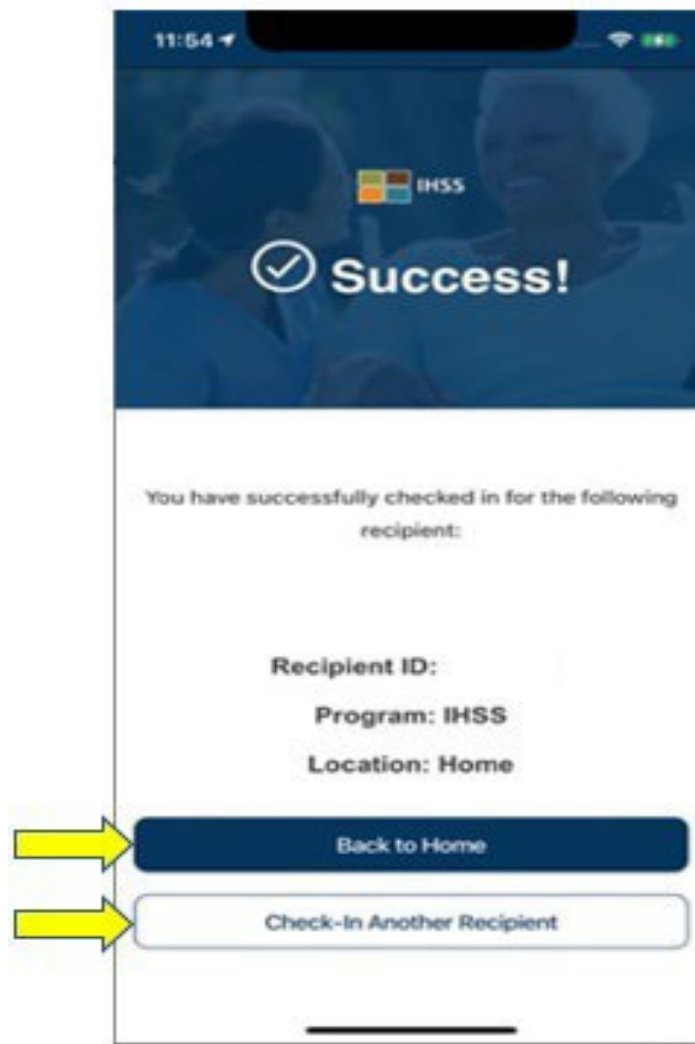 11:54
IHSS
Success!
You have successfully checked in for the following
recipient:
Recipient ID:
Program: IHSS
Location: Home
Back to Home
Check-In Another Recipient